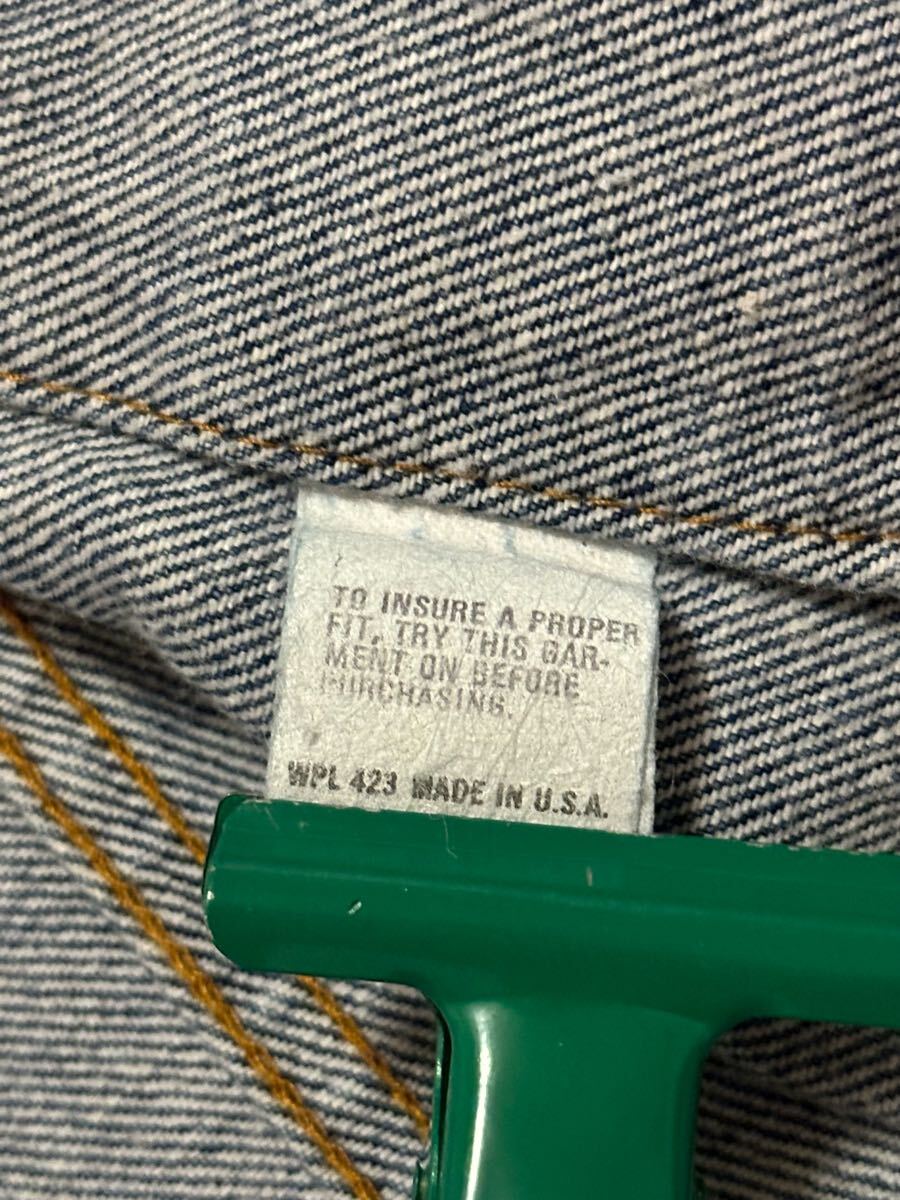 TO INSURE A PROPER
FIT, TRY THIS GAR-
MENT ON BEFORE
PURCHASING.
WPL 423 MADE IN U.S.A.